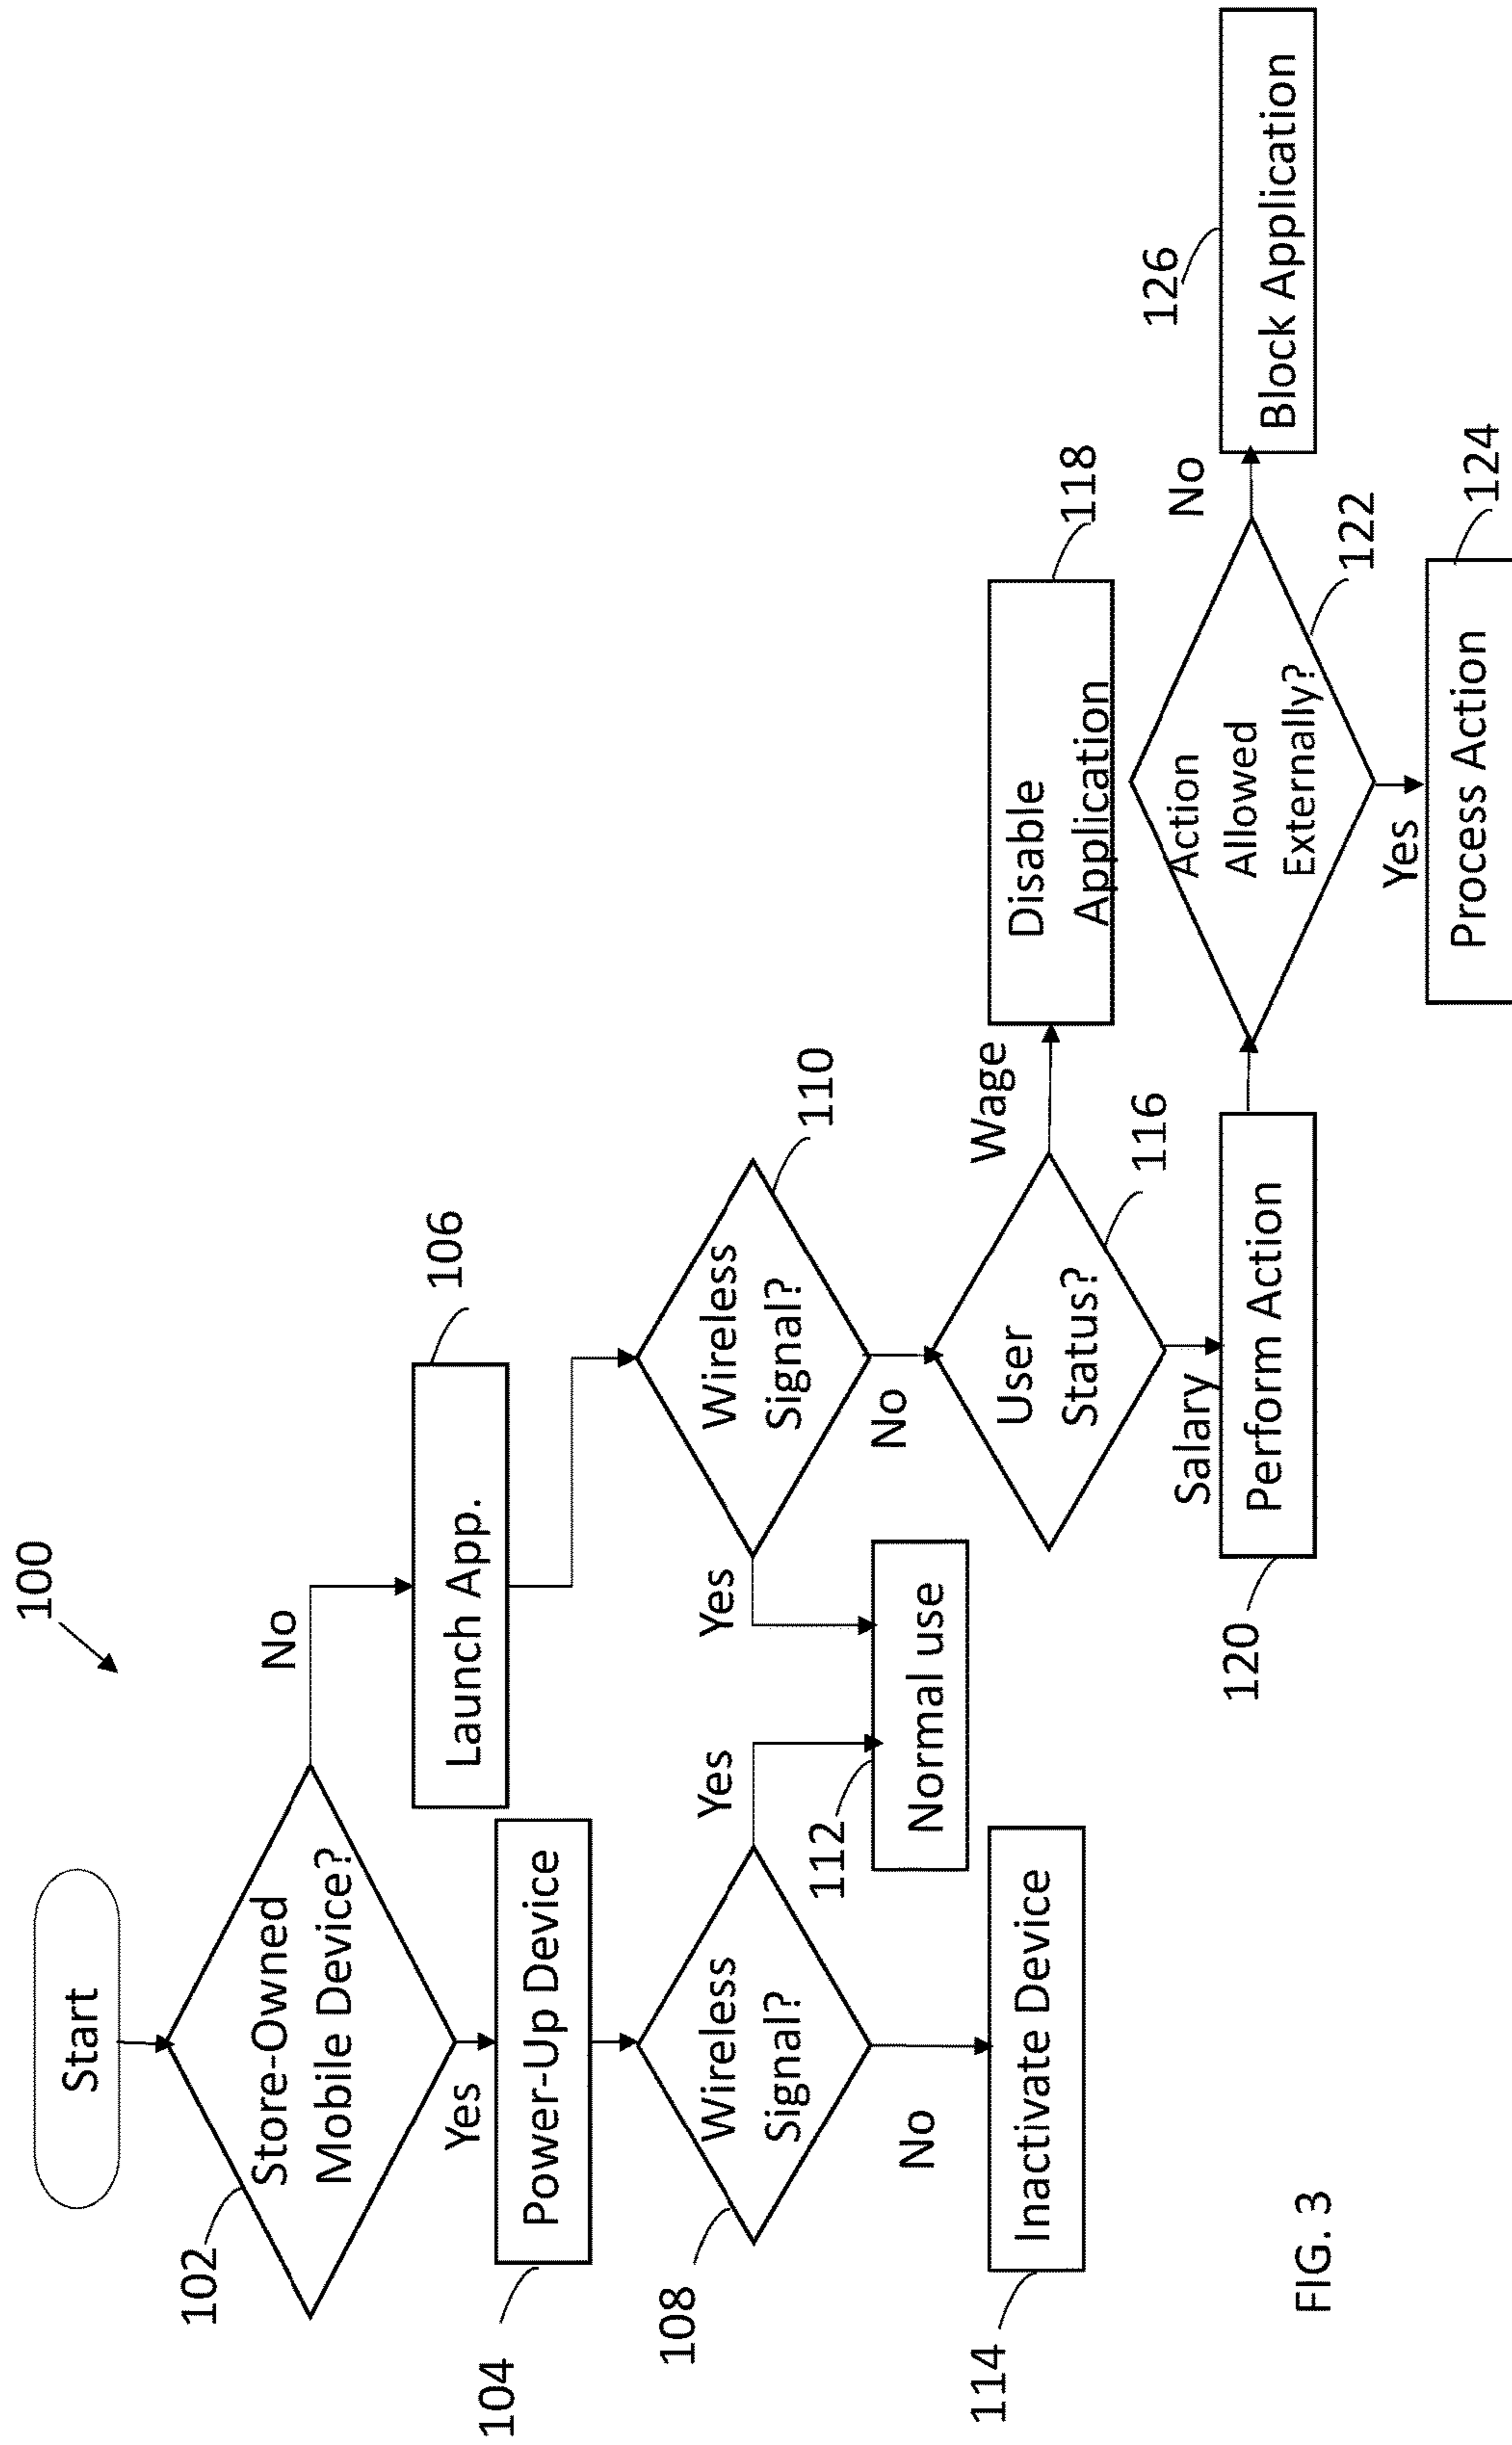 100
Start
102
Store-Owned
Mobile Device?
No
Yes
104
Power-Up Device
106
Launch App.
108
Wireless
Signal?
Yes
No
110
Wireless
Signal?
Yes
No
112
Normal use
114
Inactivate Device
116
User
Status?
Wage
Salary
118
Disable
Application
120
Perform Action
122
Action
Allowed
Externally?
No
Yes
124
Process Action
126
Block Application
FIG. 3